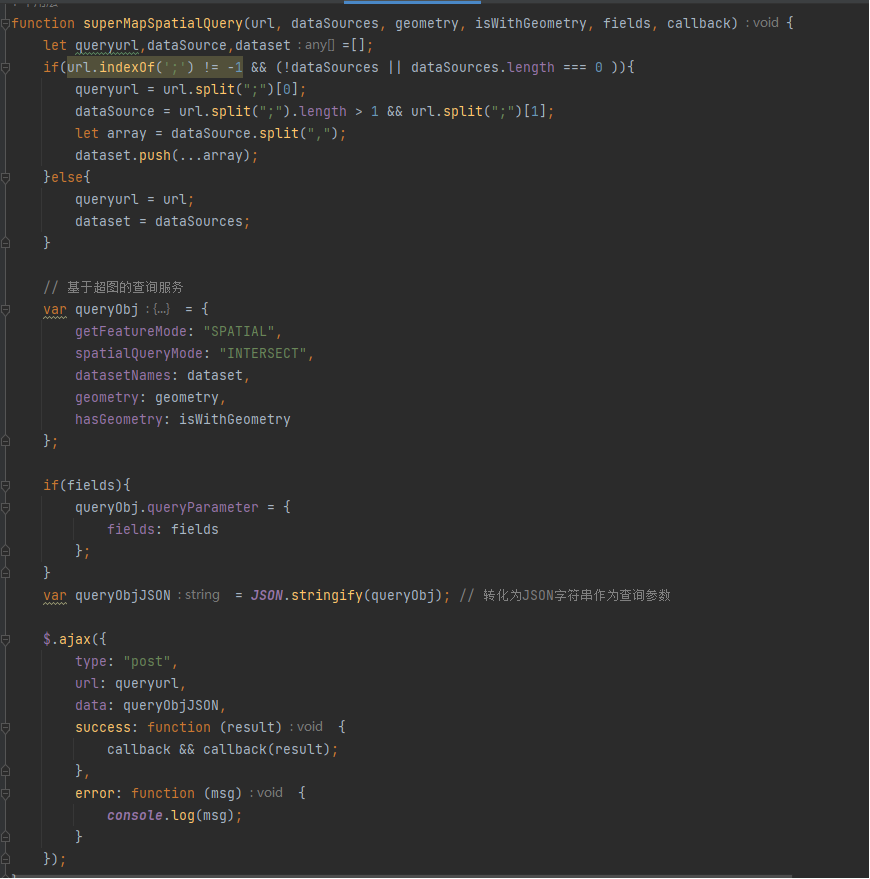 function superMapSpatialQuery(url, dataSources, geometry, isWithGeometry, fields, callback) : void {
let queryurl,dataSource,dataset : any[] =[];
if(url.indexOf(';') != -1 && (!dataSources || dataSources.length === 0 )){
queryurl = url.split(";")[0];
dataSource = url.split(";").length > 1 && url.split(";")[1];
let array = dataSource.split(",");
dataset.push(...array);
}else{
queryurl = url;
dataset = dataSources;
}
// 基于超图的查询服务
var queryObj : {...} = {
getFeatureMode: "SPATIAL",
spatialQueryMode: "INTERSECT",
datasetNames: dataset,
geometry: geometry,
hasGeometry: isWithGeometry
};
if(fields){
queryObj.queryParameter = {
fields: fields
};
}
var queryObjJSON : string = JSON.stringify(queryObj); // 转化为JSON字符串作为查询参数
$.ajax({
type: "post",
url: queryurl,
data: queryObjJSON,
success: function (result) : void {
callback && callback(result);
},
error: function (msg) : void {
console.log(msg);
}
});